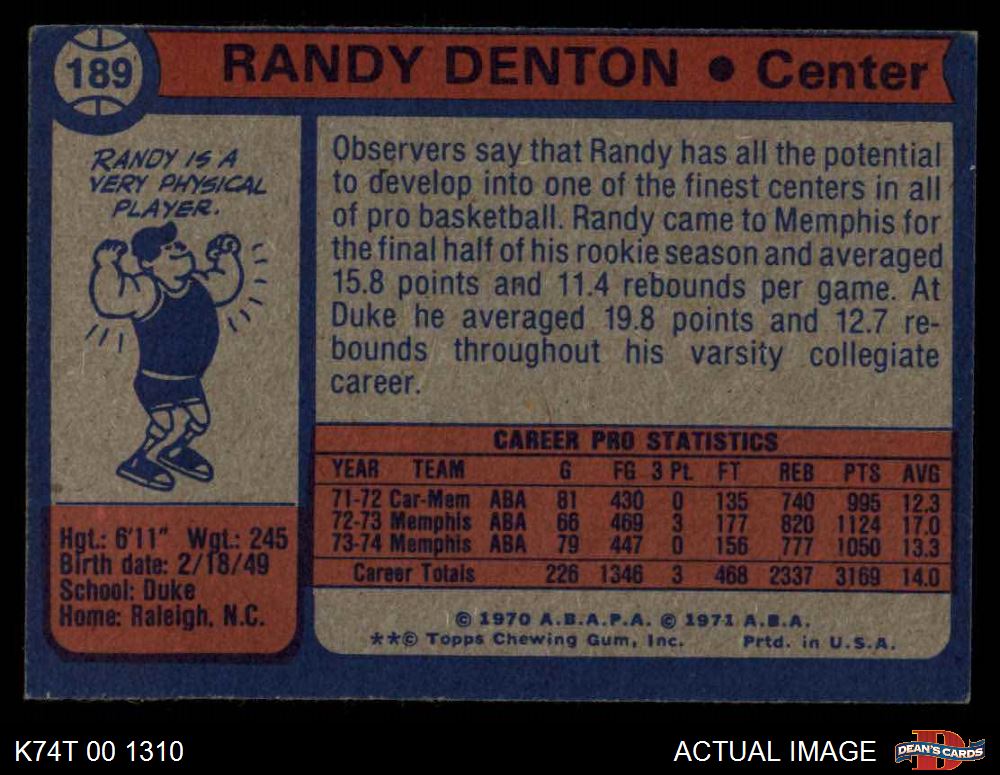 189
RANDY DENTON • Center
RANDY IS A
VERY PHYSICAL
PLAYER.
Observers say that Randy has all the potential
to develop into one of the finest centers in all
of pro basketball. Randy came to Memphis for
the final half of his rookie season and averaged
15.8 points and 11.4 rebounds per game. At
Duke he averaged 19.8 points and 12.7 re-
bounds throughout his varsity collegiate
career.
Hgt.: 6'11" Wgt.: 245
Birth date: 2/18/49
School: Duke
Home: Raleigh, N.C.
CAREER PRO STATISTICS
YEAR TEAM G FG 3 Pt. FT REB PTS AVG
71-72 Car-Mem ABA 81 430 0 135 740 995 12.3
72-73 Memphis ABA 66 469 3 177 820 1124 17.0
73-74 Memphis ABA 79 447 0 156 777 1050 13.3
Career Totals 226 1346 3 468 2337 3169 14.0
© 1970 A.B.A.P.A. © 1971 A.B.A.
**© Topps Chewing Gum, Inc. Prtd. in U.S.A.
K74T 00 1310
ACTUAL IMAGE
DEAN'S CARDS